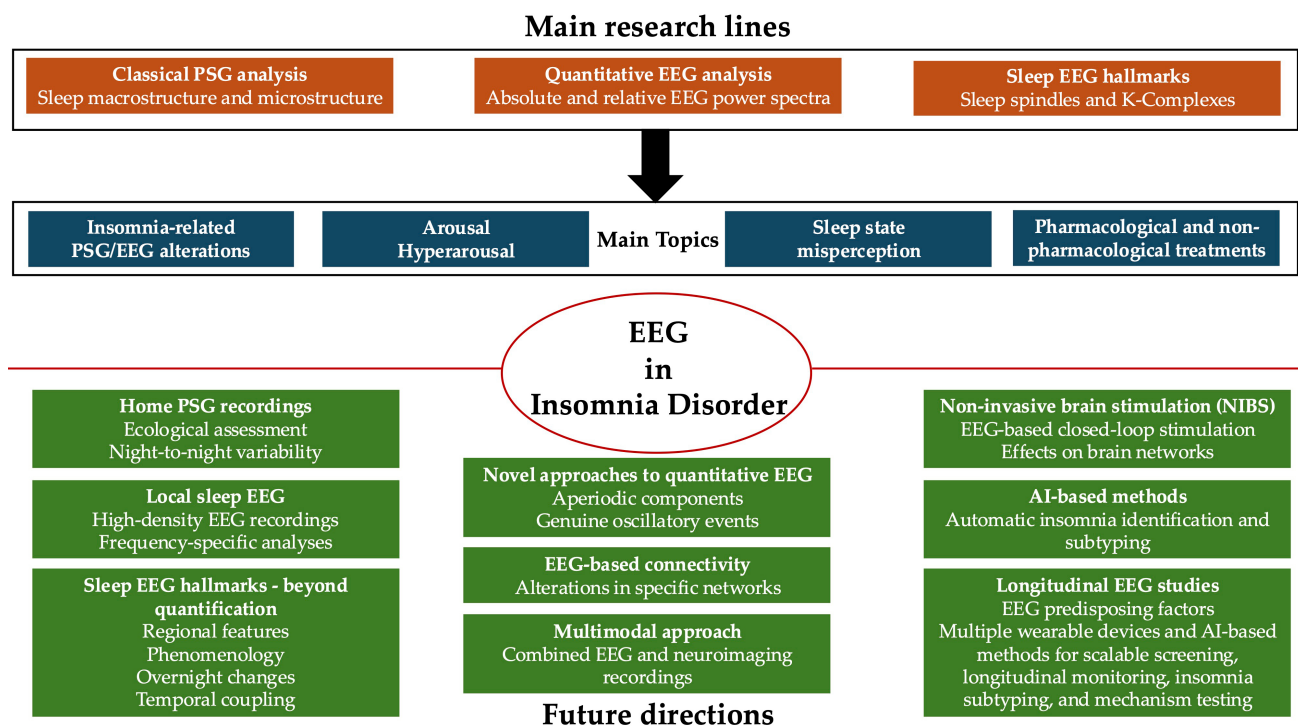 Main research lines
Classical PSG analysis
Sleep macrostructure and microstructure
Quantitative EEG analysis
Absolute and relative EEG power spectra
Sleep EEG hallmarks
Sleep spindles and K-Complexes
Insomnia-related
PSG/EEG alterations
Arousal
Hyperarousal
Main Topics
Sleep state
misperception
Pharmacological and non-
pharmacological treatments
EEG
in
Insomnia Disorder
Home PSG recordings
Ecological assessment
Night-to-night variability
Local sleep EEG
High-density EEG recordings
Frequency-specific analyses
Sleep EEG hallmarks - beyond
quantification
Regional features
Phenomenology
Overnight changes
Temporal coupling
Novel approaches to quantitative EEG
Aperiodic components
Genuine oscillatory events
EEG-based connectivity
Alterations in specific networks
Multimodal approach
Combined EEG and neuroimaging
recordings
Non-invasive brain stimulation (NIBS)
EEG-based closed-loop stimulation
Effects on brain networks
AI-based methods
Automatic insomnia identification and
subtyping
Longitudinal EEG studies
EEG predisposing factors
Multiple wearable devices and AI-based
methods for scalable screening,
longitudinal monitoring, insomnia
subtyping, and mechanism testing
Future directions